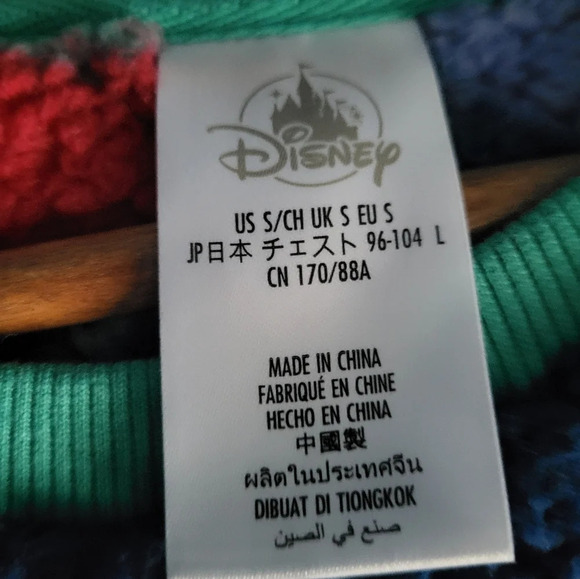 Disney
US S/CH UK S EU S
JP日本 チェスト 96-104 L
CN 170/88A
MADE IN CHINA
FABRIQUÉ EN CHINE
HECHO EN CHINA
中國製
ผลิตในประเทศจีน
DIBUAT DI TIONGKOK
صنع في الصين